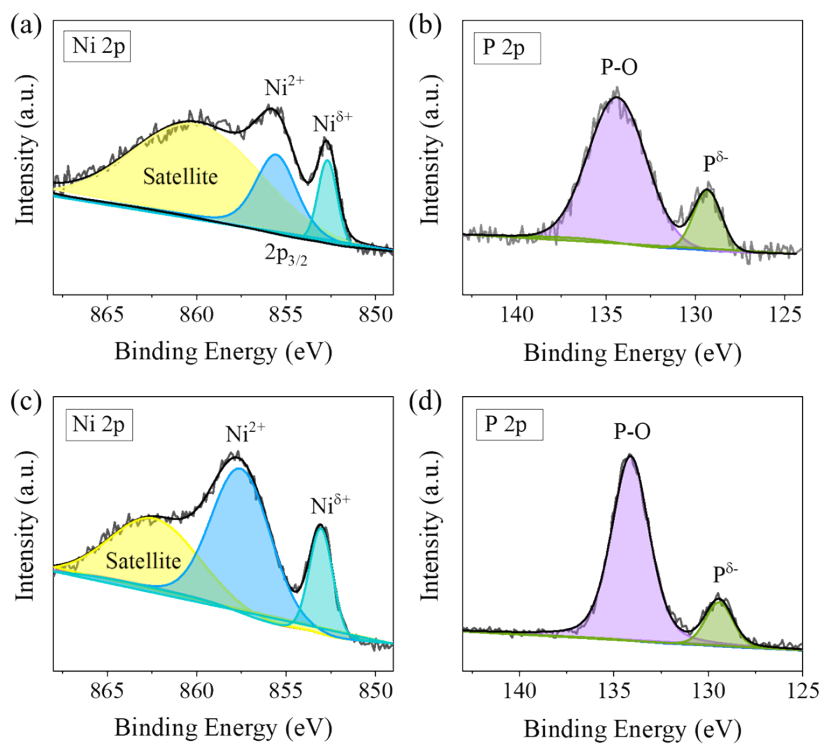 (a)
Ni 2p
Ni²⁺
Niᵟ⁺
Satellite
2p₃/₂
Intensity (a.u.)
865 860 855 850
Binding Energy (eV)
(b)
P 2p
P-O
Pᵟ⁻
Intensity (a.u.)
140 135 130 125
Binding Energy (eV)
(c)
Ni 2p
Ni²⁺
Niᵟ⁺
Satellite
Intensity (a.u.)
865 860 855 850
Binding Energy (eV)
(d)
P 2p
P-O
Pᵟ⁻
Intensity (a.u.)
140 135 130 125
Binding Energy (eV)